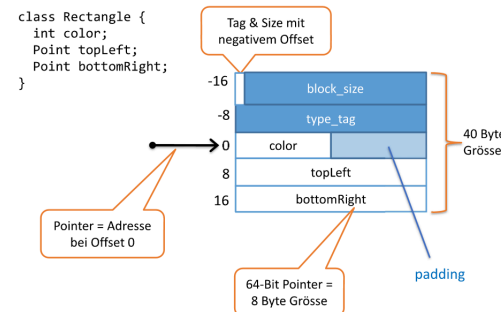 class Rectangle {
int color;
Point topLeft;
Point bottomRight;
}
Tag & Size mit
negativem Offset
-16
block_size
-8
type_tag
0
color
8
topLeft
16
bottomRight
40 Byte
Grösse
Pointer = Adresse
bei Offset 0
64-Bit Pointer =
8 Byte Grösse
padding